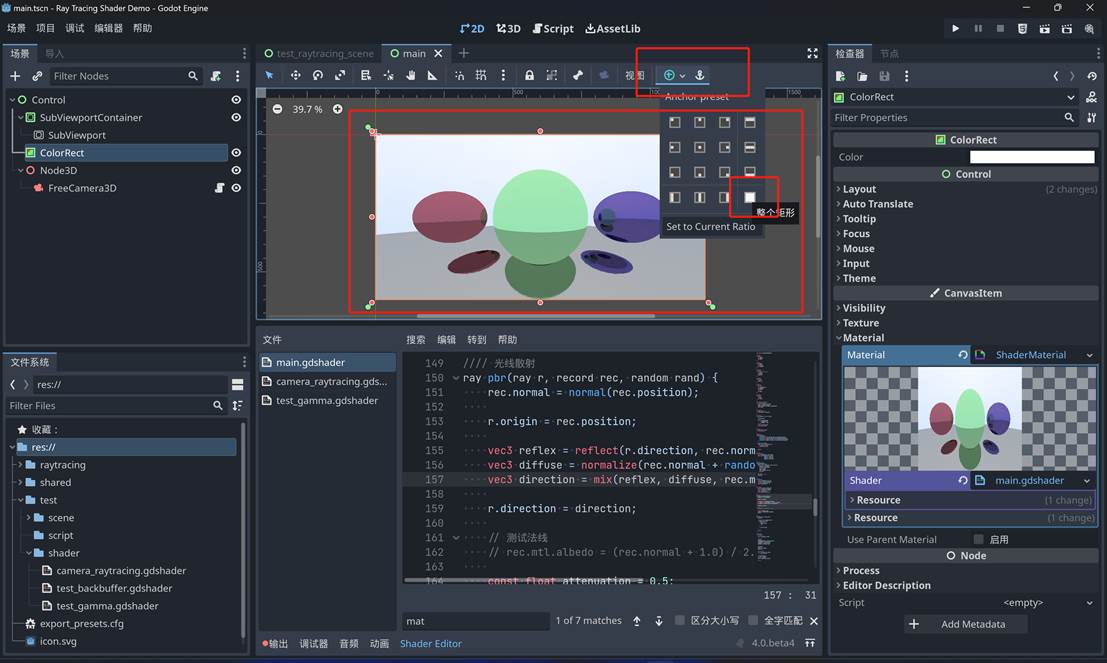 main.tscn - Ray Tracing Shader Demo - Godot Engine
场景 项目 调试 编辑器 帮助
2D 3D Script AssetLib
场景 导入
Filter Nodes
Control
SubViewportContainer
SubViewport
ColorRect
Node3D
FreeCamera3D
文件系统
res://
Filter Files
收藏：
res://
raytracing
shared
test
scene
script
shader
camera_raytracing.gdshader
test_backbuffer.gdshader
test_gamma.gdshader
export_presets.cfg
icon.svg
test_raytracing_scene main
视图
0 500 1500
39.7 %
Anchor preset
整个矩形
Set to Current Ratio
文件 搜索 编辑 转到 帮助
main.gdshader
camera_raytracing.gds...
test_gamma.gdshader
149 //// 光线散射
150 ray pbr(ray r, record rec, random rand) {
151 rec.normal = normal(rec.position);
152
153 r.origin = rec.position;
154
155 vec3 reflex = reflect(r.direction, rec.norm
156 vec3 diffuse = normalize(rec.normal + rando
157 vec3 direction = mix(reflex, diffuse, rec.m
158
159 r.direction = direction;
160
161 // 测试法线
162 // rec.mtl.albedo = (rec.normal + 1.0) / 2.
163
164 const float attenuation = 0.5;
157 : 31
mat 1 of 7 matches 区分大小写 全字匹配
输出 调试器 音频 动画 Shader Editor 4.0.beta4
检查器 节点
ColorRect
Filter Properties
ColorRect
Color
Control
Layout (2 changes)
Auto Translate
Tooltip
Focus
Mouse
Input
Theme
CanvasItem
Visibility
Texture
Material
Material ShaderMaterial
Shader main.gdshader
Resource (1 change)
Resource (1 change)
Use Parent Material 启用
Node
Process
Editor Description
Script <empty>
Add Metadata